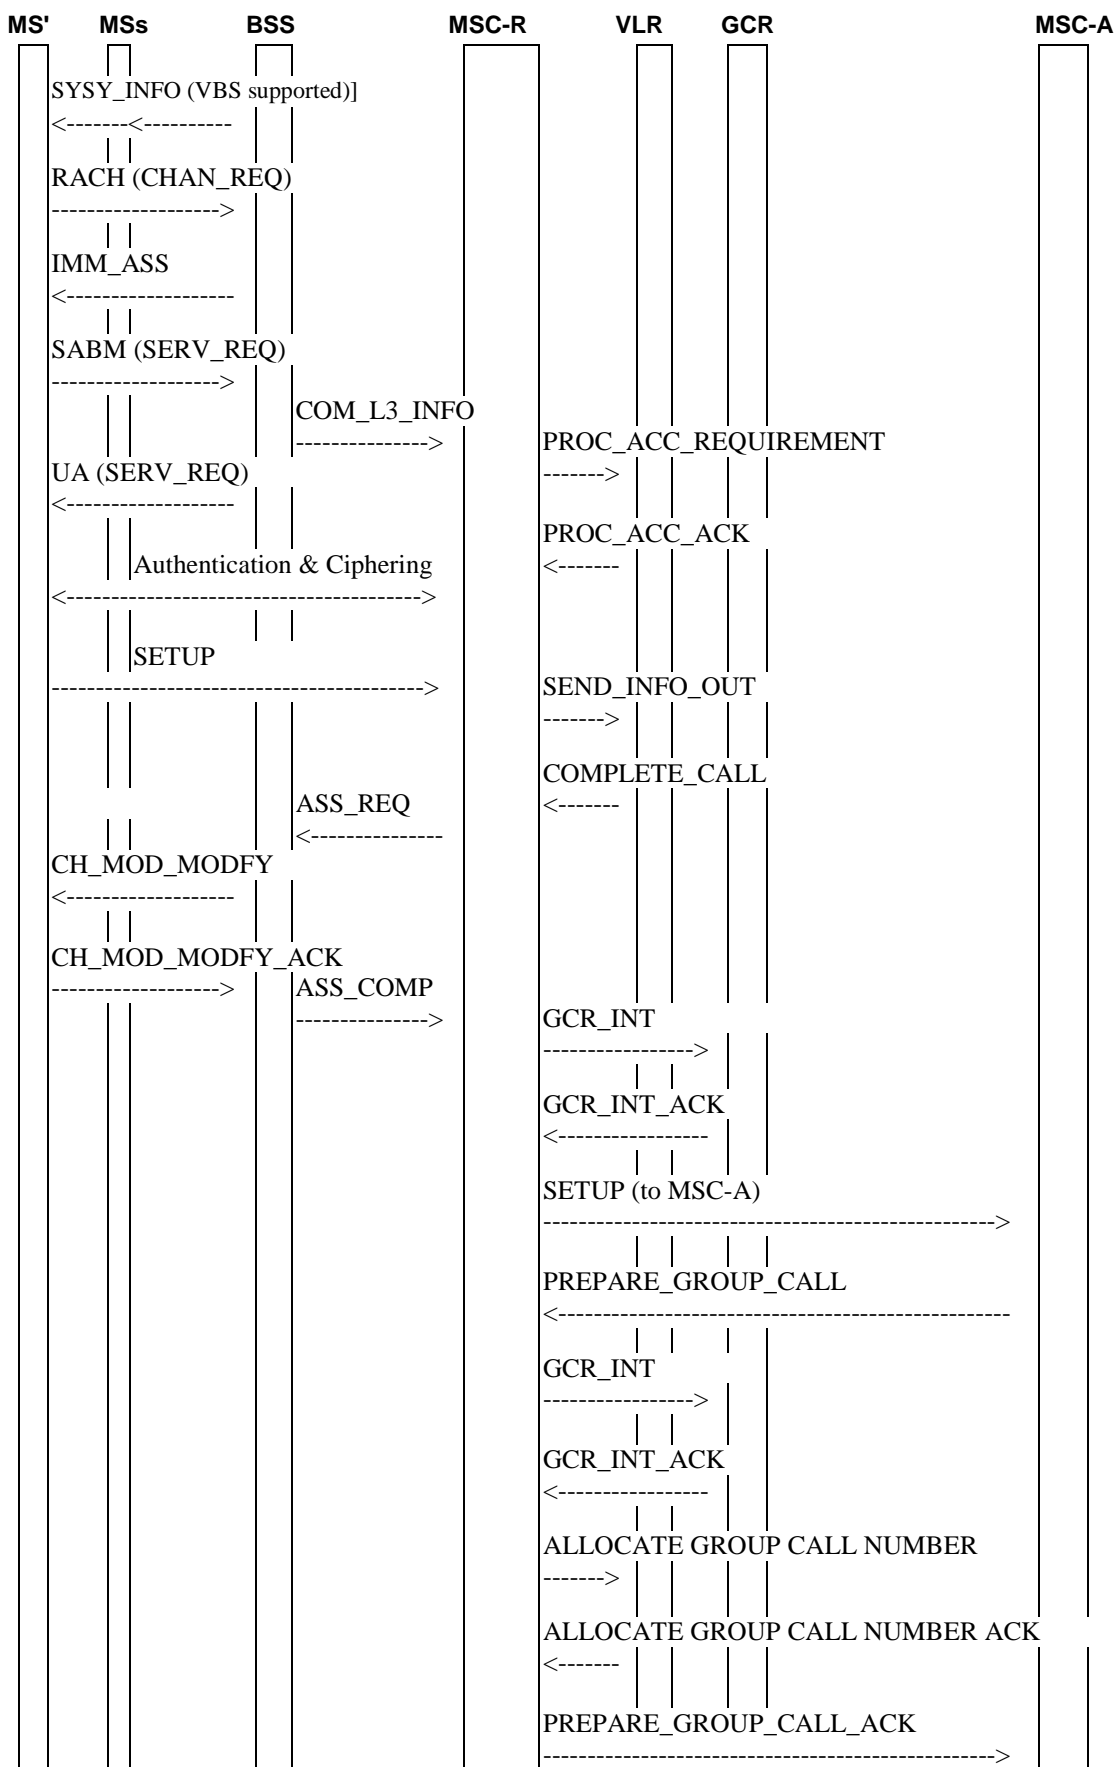 MS' MSs BSS MSC-R VLR GCR MSC-A
SYSY_INFO (VBS supported)]
<-------<----------
RACH (CHAN_REQ)
------------------->
IMM_ASS
<-------------------
SABM (SERV_REQ)
------------------->
COM_L3_INFO
---------------> PROC_ACC_REQUIREMENT
UA (SERV_REQ) ------->
<-------------------
PROC_ACC_ACK
Authentication & Ciphering <-------
<---------------------------------------->
SETUP
------------------------------------------> SEND_INFO_OUT
------->
COMPLETE_CALL
ASS_REQ <-------
<---------------
CH_MOD_MODFY
<-------------------
CH_MOD_MODFY_ACK
-------------------> ASS_COMP
---------------> GCR_INT
----------------->
GCR_INT_ACK
<-----------------
SETUP (to MSC-A)
--------------------------------------------------->
PREPARE_GROUP_CALL
<---------------------------------------------------
GCR_INT
----------------->
GCR_INT_ACK
<-----------------
ALLOCATE GROUP CALL NUMBER
------->
ALLOCATE GROUP CALL NUMBER ACK
<-------
PREPARE_GROUP_CALL_ACK
--------------------------------------------------->